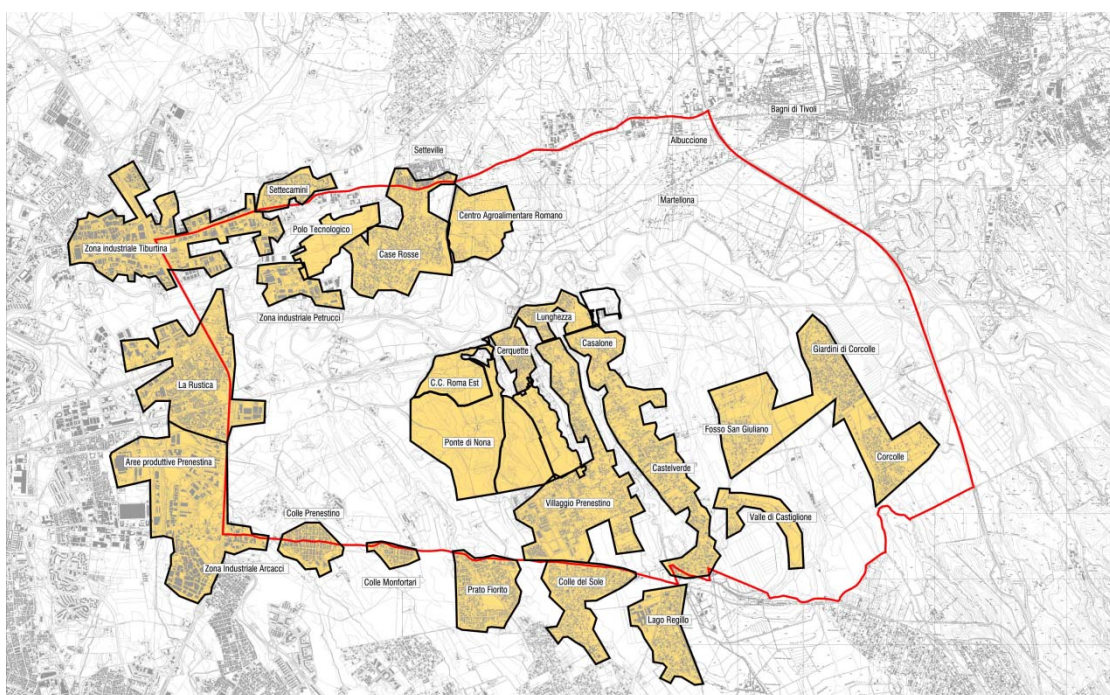 Bagni di Tivoli
Albuccione
Setteville
Settecamini
Martellona
Centro Agroalimentare Romano
Polo Tecnologico
Zona industriale Tiburtina
Case Rosse
Zona industriale Petrucci
Lunghezza
Casalone
Cerquette
Giardini di Corcolle
C.C. Roma Est
La Rustica
Fosso San Giuliano
Ponte di Nona
Corcolle
Aree produttive Prenestina
Castelverde
Villaggio Prenestino
Colle Prenestino
Valle di Castiglione
Zona Industriale Arcacci
Colle Monfortari
Colle del Sole
Prato Fiorito
Lago Regillo